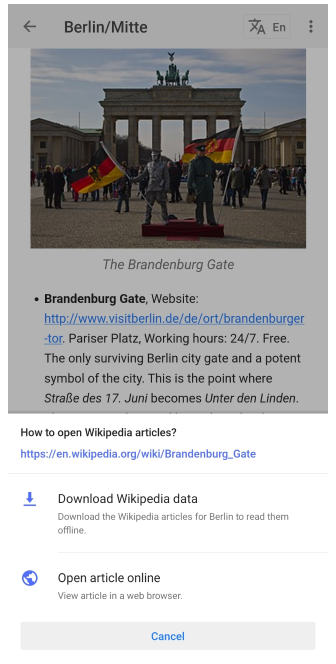 Berlin/Mitte
En
The Brandenburg Gate
• Brandenburg Gate, Website:
http://www.visitberlin.de/de/ort/brandenburger
-tor. Pariser Platz, Working hours: 24/7. Free.
The only surviving Berlin city gate and a potent
symbol of the city. This is the point where
Straße des 17. Juni becomes Unter den Linden.
How to open Wikipedia articles?
https://en.wikipedia.org/wiki/Brandenburg_Gate
Download Wikipedia data
Download the Wikipedia articles for Berlin to read them
offline.
Open article online
View article in a web browser.
Cancel